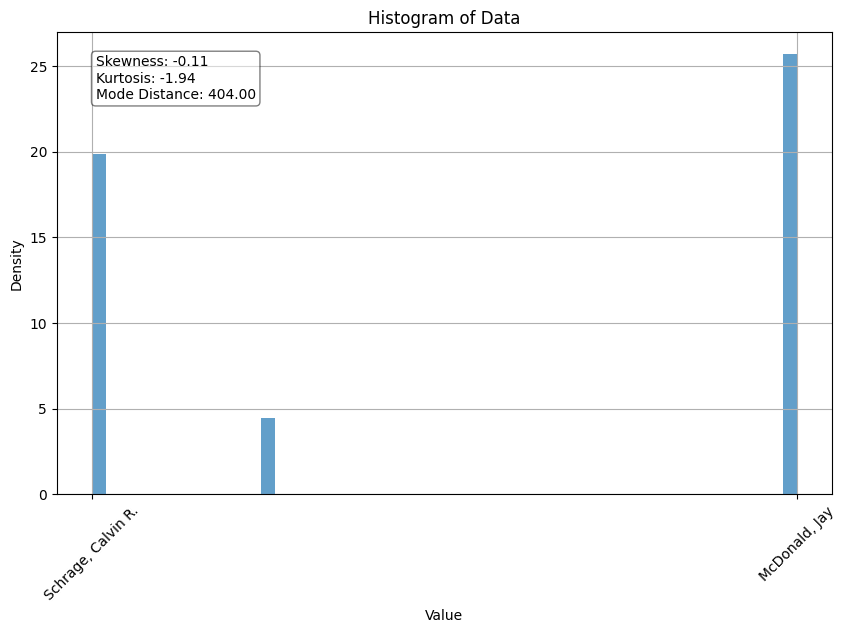 Histogram of Data
Skewness: -0.11
Kurtosis: -1.94
Mode Distance: 404.00
25
20
15
10
5
0
Density
Schrage, Calvin R.
McDonald, Jay
Value